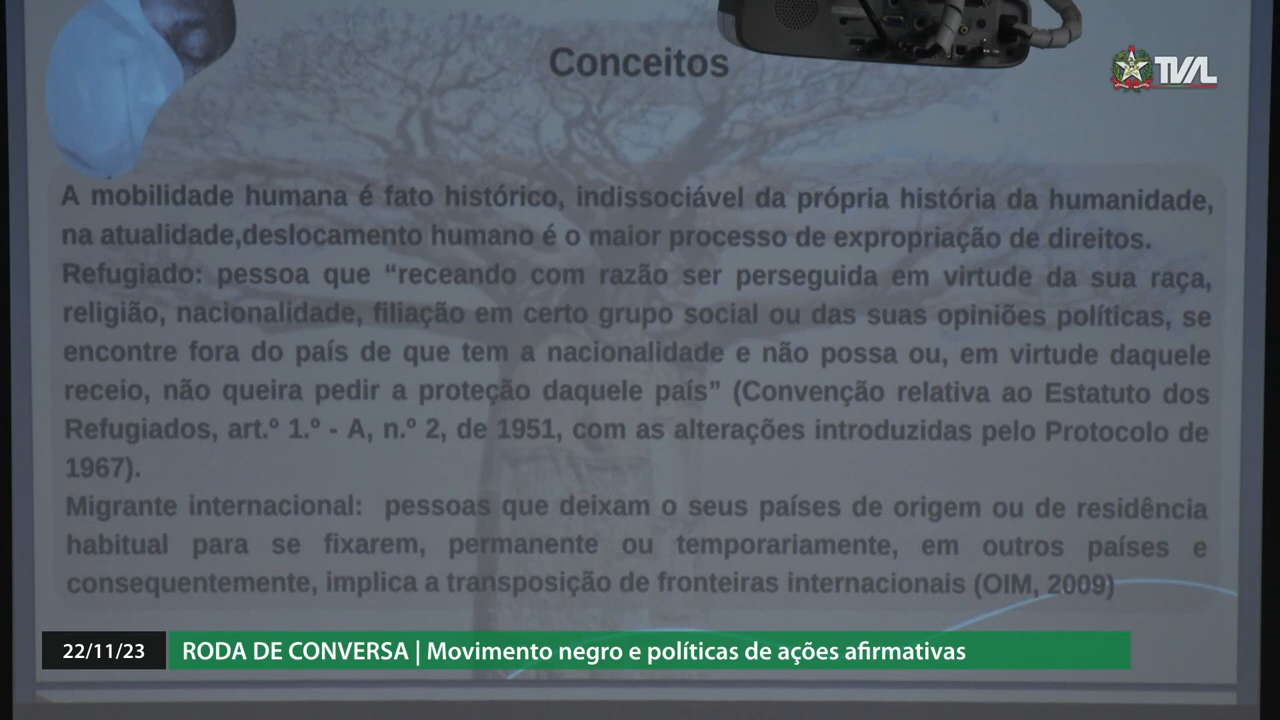 Conceitos
TVAL
A mobilidade humana é fato histórico, indissociável da própria história da humanidade,
na atualidade,deslocamento humano é o maior processo de expropriação de direitos.
Refugiado: pessoa que “receando com razão ser perseguida em virtude da sua raça,
religião, nacionalidade, filiação em certo grupo social ou das suas opiniões políticas, se
encontre fora do país de que tem a nacionalidade e não possa ou, em virtude daquele
receio, não queira pedir a proteção daquele país” (Convenção relativa ao Estatuto dos
Refugiados, art.º 1.º - A, n.º 2, de 1951, com as alterações introduzidas pelo Protocolo de
1967).
Migrante internacional: pessoas que deixam o seus países de origem ou de residência
habitual para se fixarem, permanente ou temporariamente, em outros países e
consequentemente, implica a transposição de fronteiras internacionais (OIM, 2009)
22/11/23 RODA DE CONVERSA | Movimento negro e políticas de ações afirmativas